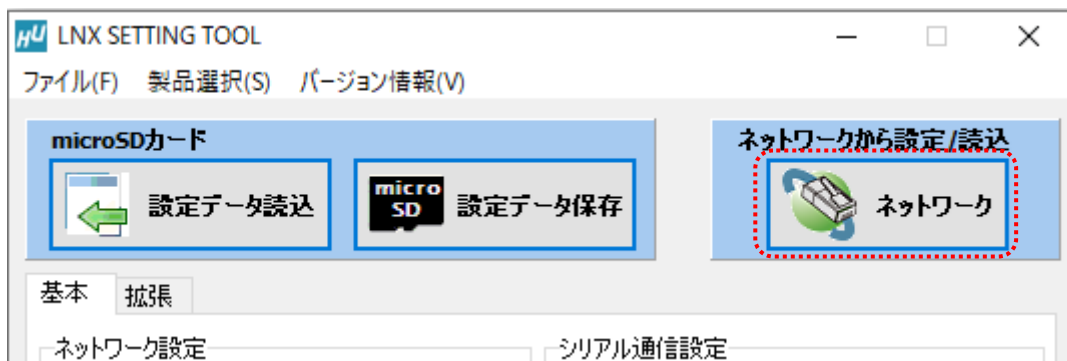 HU LNX SETTING TOOL
ファイル(F) 製品選択(S) バージョン情報(V)
microSDカード
設定データ読込
micro SD
設定データ保存
ネットワークから設定/読込
ネットワーク
基本 拡張
ネットワーク設定
シリアル通信設定